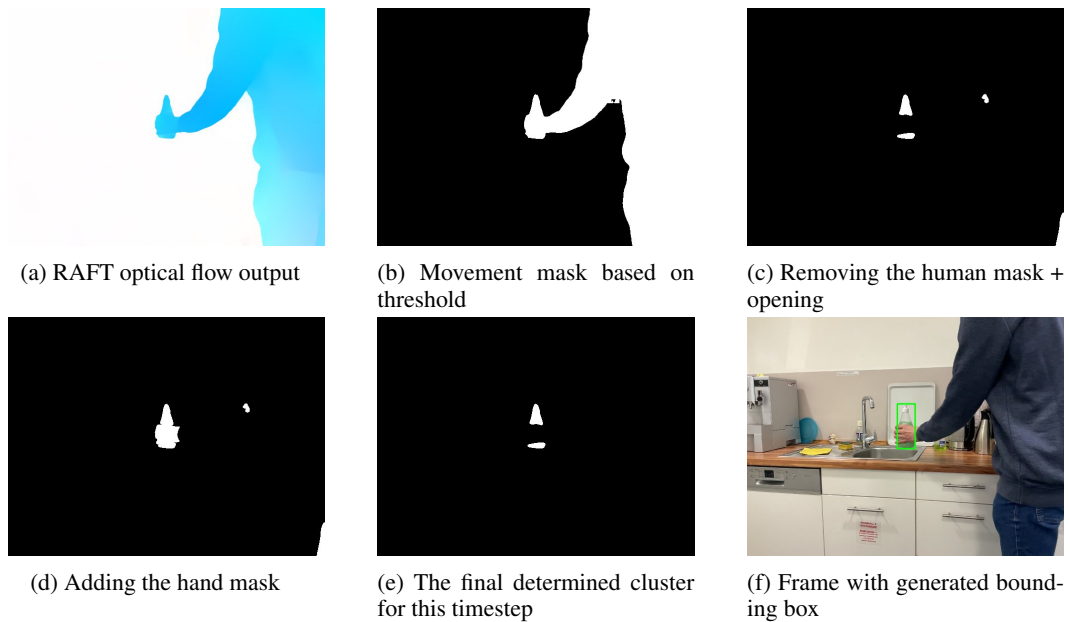 (a) RAFT optical flow output
(b) Movement mask based on
threshold
(c) Removing the human mask +
opening
(d) Adding the hand mask
(e) The final determined cluster
for this timestep
(f) Frame with generated bound-
ing box